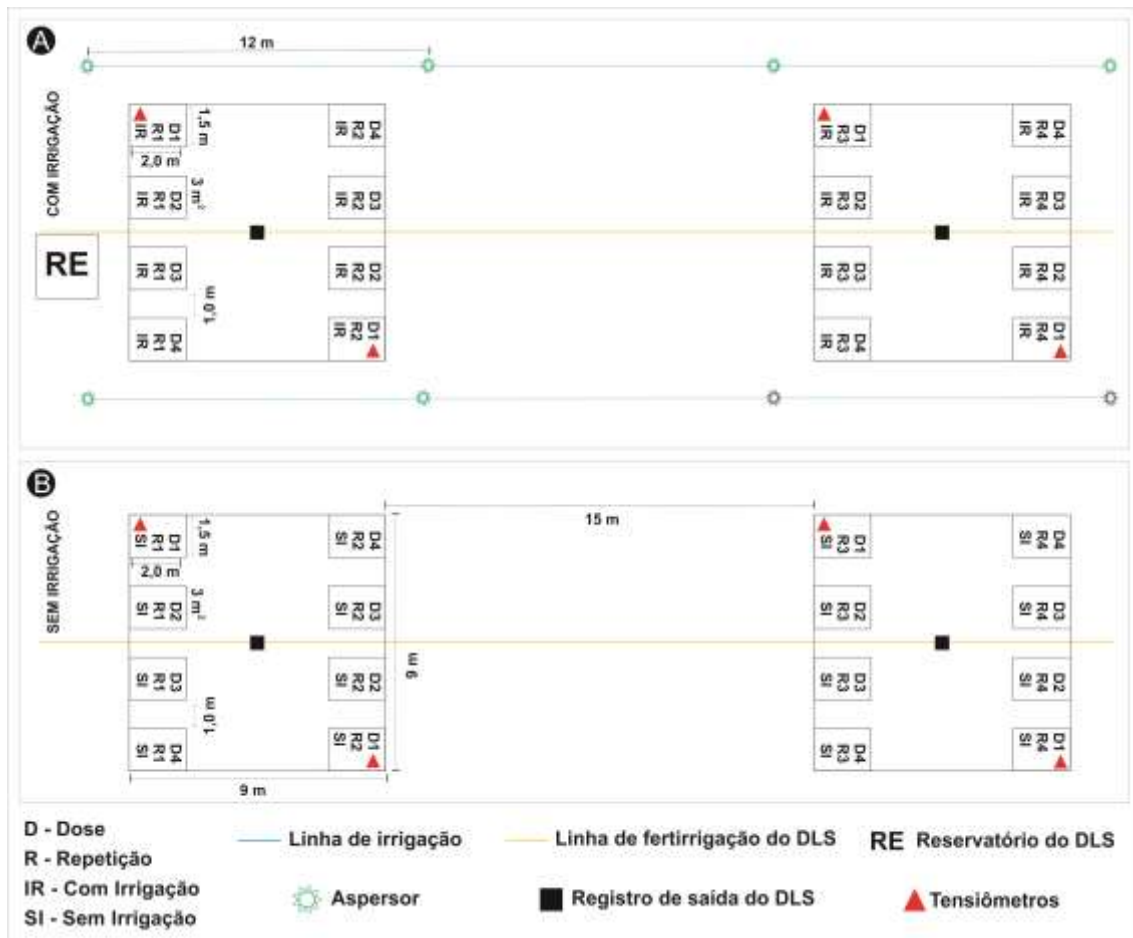 A
12 m
COM IRRIGAÇÃO
RE
D1 R1 IR
1,5 m
2,0 m
D2 R1 IR
3 m²
D3 R1 IR
1,0 m
D4 R1 IR
D4 R2 IR
D3 R2 IR
D2 R2 IR
D1 R2 IR
D1 R3 IR
D2 R3 IR
D3 R3 IR
D4 R3 IR
D4 R4 IR
D3 R4 IR
D2 R4 IR
D1 R4 IR
B
SEM IRRIGAÇÃO
15 m
D1 R1 SI
1,5 m
2,0 m
D2 R1 SI
3 m²
D3 R1 SI
1,0 m
D4 R1 SI
D4 R2 SI
D3 R2 SI
D2 R2 SI
D1 R2 SI
9 m
9 m
D1 R3 SI
D2 R3 SI
D3 R3 SI
D4 R3 SI
D4 R4 SI
D3 R4 SI
D2 R4 SI
D1 R4 SI
D - Dose
R - Repetição
IR - Com Irrigação
SI - Sem Irrigação
Linha de irrigação
Linha de fertirrigação do DLS
RE Reservatório do DLS
Aspersor
Registro de saída do DLS
Tensiômetros